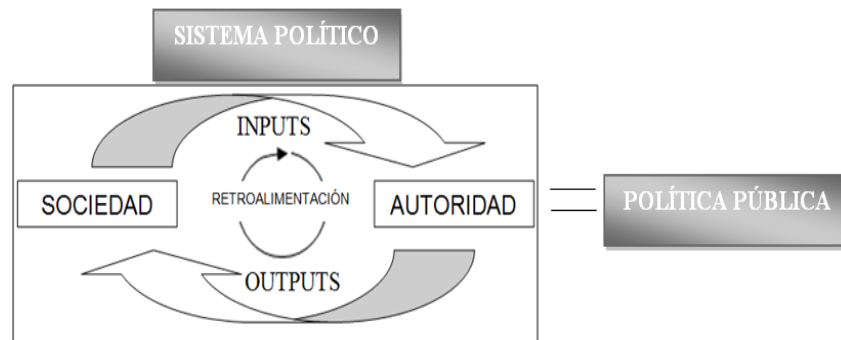 SISTEMA POLÍTICO
INPUTS
SOCIEDAD
RETROALIMENTACIÓN
AUTORIDAD
POLÍTICA PÚBLICA
OUTPUTS